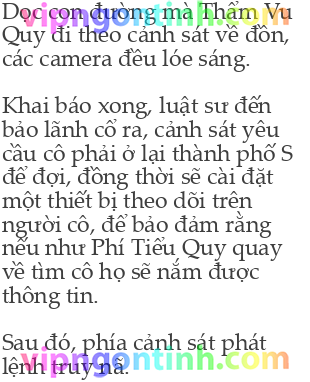 Dọc con đường mà Thẩm Vu
Quy đi theo cảnh sát về đồn,
các camera đều lóe sáng.
Khai báo xong, luật sư đến
bảo lãnh cổ ra, cảnh sát yêu
cầu cô phải ở lại thành phố S
để đợi, đồng thời sẽ cài đặt
một thiết bị theo dõi trên
người cô, để bảo đảm rằng
nếu như Phí Tiểu Quy quay
về tìm cô họ sẽ nắm được
thông tin.
Sau đó, phía cảnh sát phát
lệnh truy nã.
vipngontinh.com
vipngontinh.com